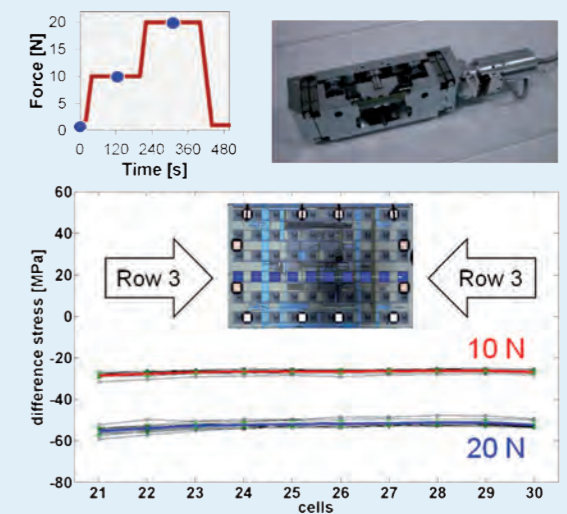 Force [N]
20
15
10
5
0
0 120 240 360 480
Time [s]
difference stress [MPa]
60
40
20
0
-20
-40
-60
-80
Row 3
Row 3
10 N
20 N
21 22 23 24 25 26 27 28 29 30
cells